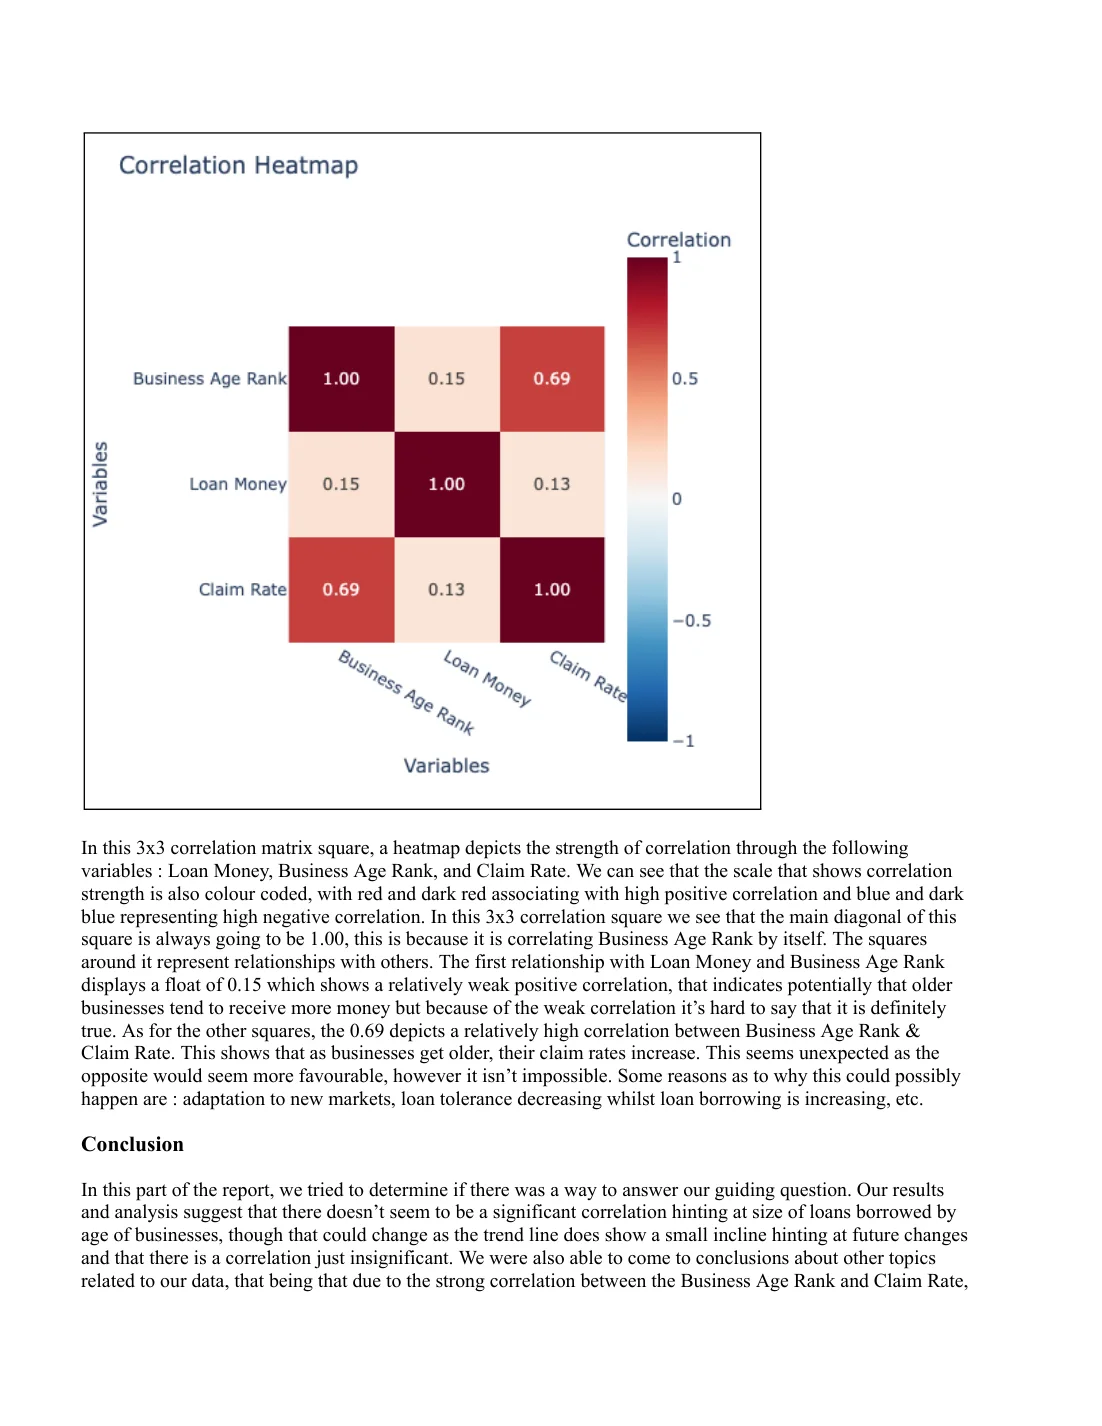 Correlation Heatmap
Correlation
1
0.5
0
−0.5
−1
Variables
Business Age Rank
1.00
0.15
0.69
Loan Money
0.15
1.00
0.13
Claim Rate
0.69
0.13
1.00
Business Age Rank
Loan Money
Claim Rate
Variables
In this 3x3 correlation matrix square, a heatmap depicts the strength of correlation through the following
variables : Loan Money, Business Age Rank, and Claim Rate. We can see that the scale that shows correlation
strength is also colour coded, with red and dark red associating with high positive correlation and blue and dark
blue representing high negative correlation. In this 3x3 correlation square we see that the main diagonal of this
square is always going to be 1.00, this is because it is correlating Business Age Rank by itself. The squares
around it represent relationships with others. The first relationship with Loan Money and Business Age Rank
displays a float of 0.15 which shows a relatively weak positive correlation, that indicates potentially that older
businesses tend to receive more money but because of the weak correlation it’s hard to say that it is definitely
true. As for the other squares, the 0.69 depicts a relatively high correlation between Business Age Rank &
Claim Rate. This shows that as businesses get older, their claim rates increase. This seems unexpected as the
opposite would seem more favourable, however it isn’t impossible. Some reasons as to why this could possibly
happen are : adaptation to new markets, loan tolerance decreasing whilst loan borrowing is increasing, etc.
Conclusion
In this part of the report, we tried to determine if there was a way to answer our guiding question. Our results
and analysis suggest that there doesn’t seem to be a significant correlation hinting at size of loans borrowed by
age of businesses, though that could change as the trend line does show a small incline hinting at future changes
and that there is a correlation just insignificant. We were also able to come to conclusions about other topics
related to our data, that being that due to the strong correlation between the Business Age Rank and Claim Rate,